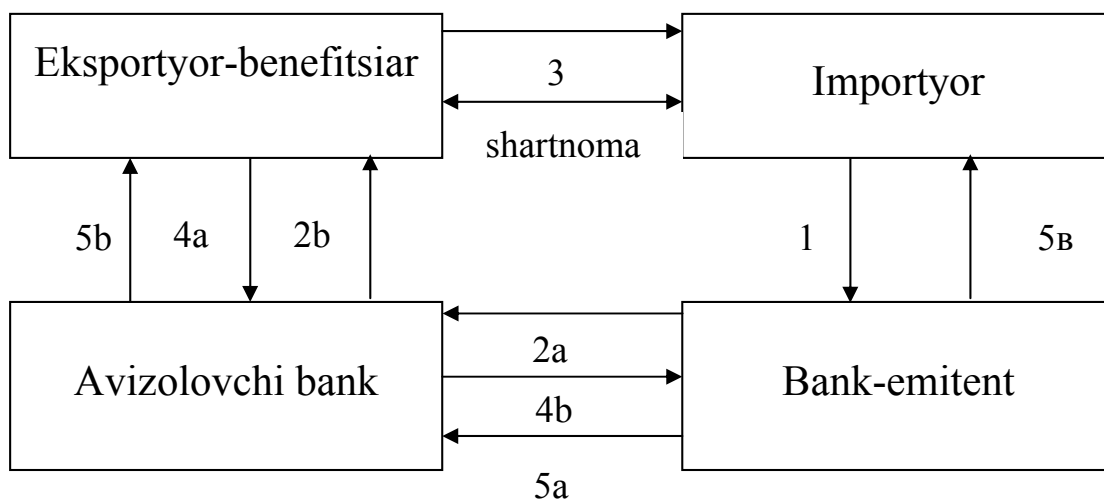 Eksportyor-benefitsiar
3
Importyor
shartnoma
5b
4a
2b
1
5в
2a
Avizolovchi bank
Bank-emitent
4b
5a